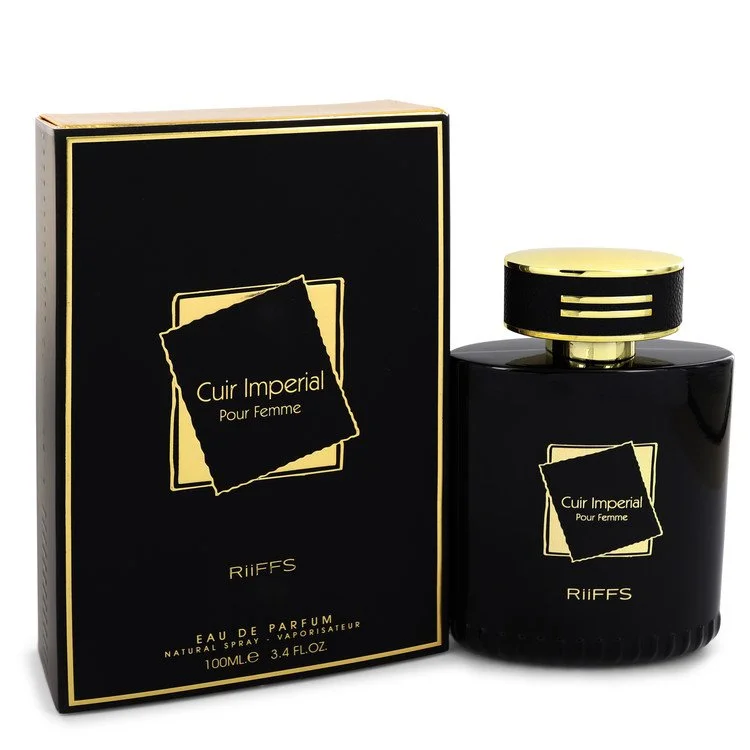 Cuir Imperial
Pour Femme
RiiFFS
EAU DE PARFUM
NATURAL SPRAY - VAPORISATEUR
100ML.e 3.4 FL.OZ.
Cuir Imperial
Pour Femme
RiiFFS